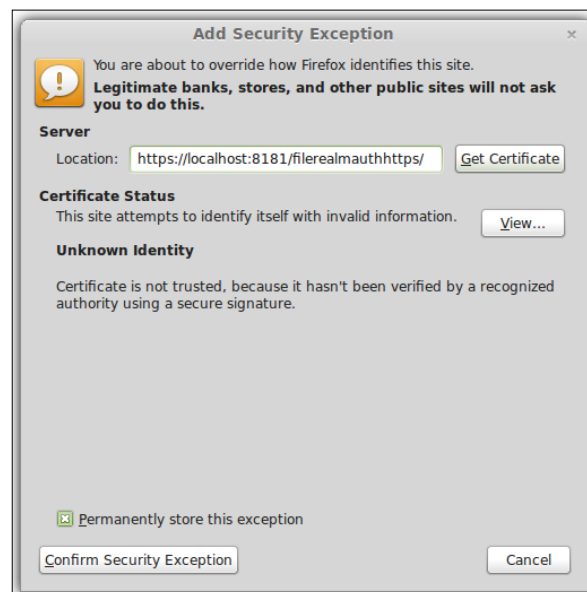 Add Security Exception
You are about to override how Firefox identifies this site.
Legitimate banks, stores, and other public sites will not ask
you to do this.
Server
Location: https://localhost:8181/filerealmauthhttps/ Get Certificate
Certificate Status
This site attempts to identify itself with invalid information. View...
Unknown Identity
Certificate is not trusted, because it hasn't been verified by a recognized
authority using a secure signature.
Permanently store this exception
Confirm Security Exception Cancel